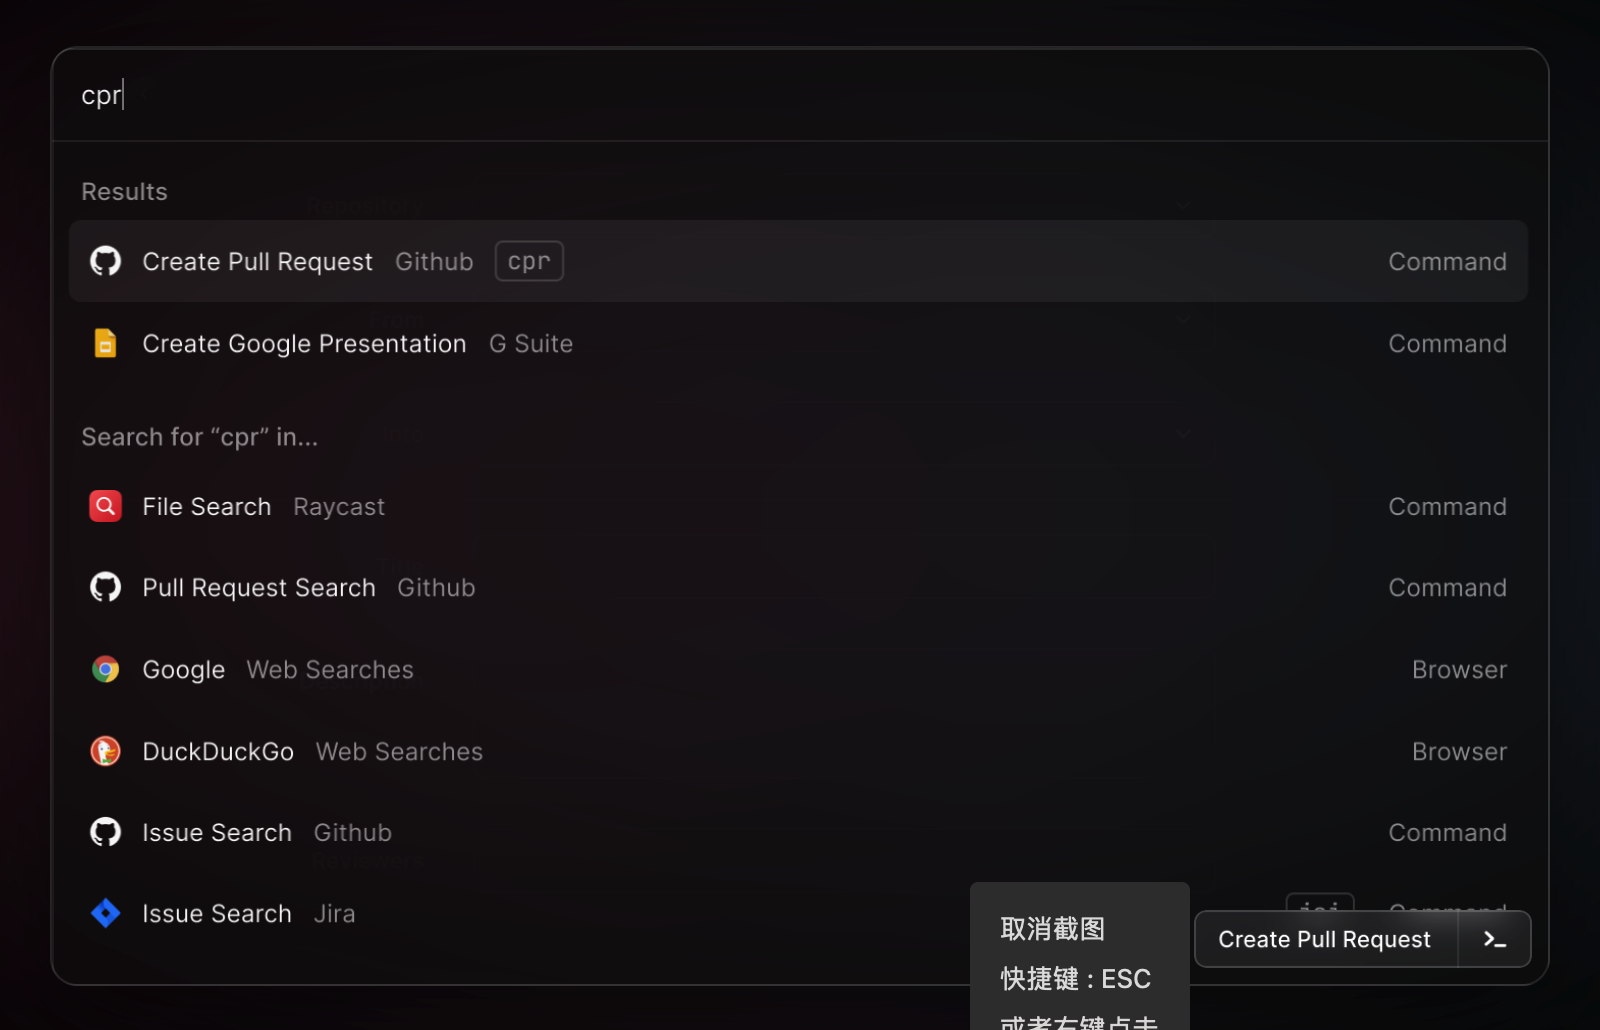 cpr
Results
Create Pull Request Github cpr Command
Create Google Presentation G Suite Command
Search for “cpr” in...
File Search Raycast Command
Pull Request Search Github Command
Google Web Searches Browser
DuckDuckGo Web Searches Browser
Issue Search Github Command
Issue Search Jira Command
取消截图
快捷键 : ESC
或者右键点击
Create Pull Request